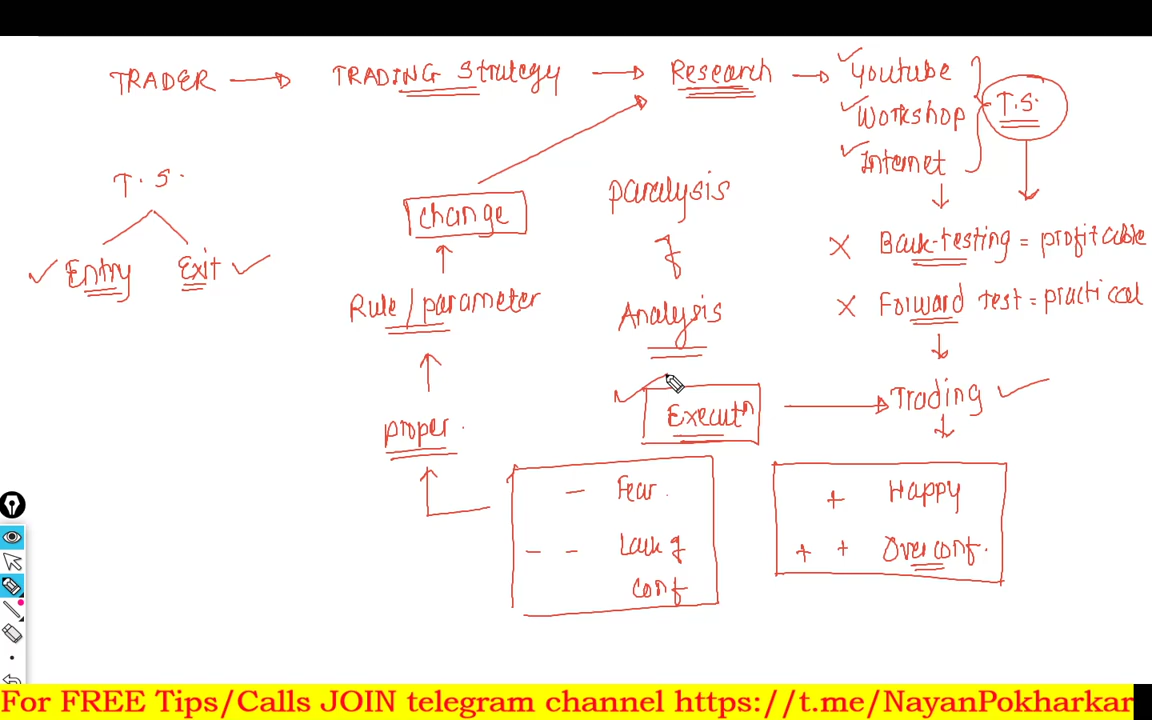 TRADER → TRADING Strategy → Research → Youtube
Workshop
Internet
T.S.
T.S.
Entry Exit
change
Rule/parameter
proper.
paralysis
of
Analysis
Executn
Back-testing = profitable
Forward test = practical
Trading
- Fear.
- - Lack of
conf
+ Happy
+ + Overconf.
For FREE Tips/Calls JOIN telegram channel https://t.me/NayanPokharkar